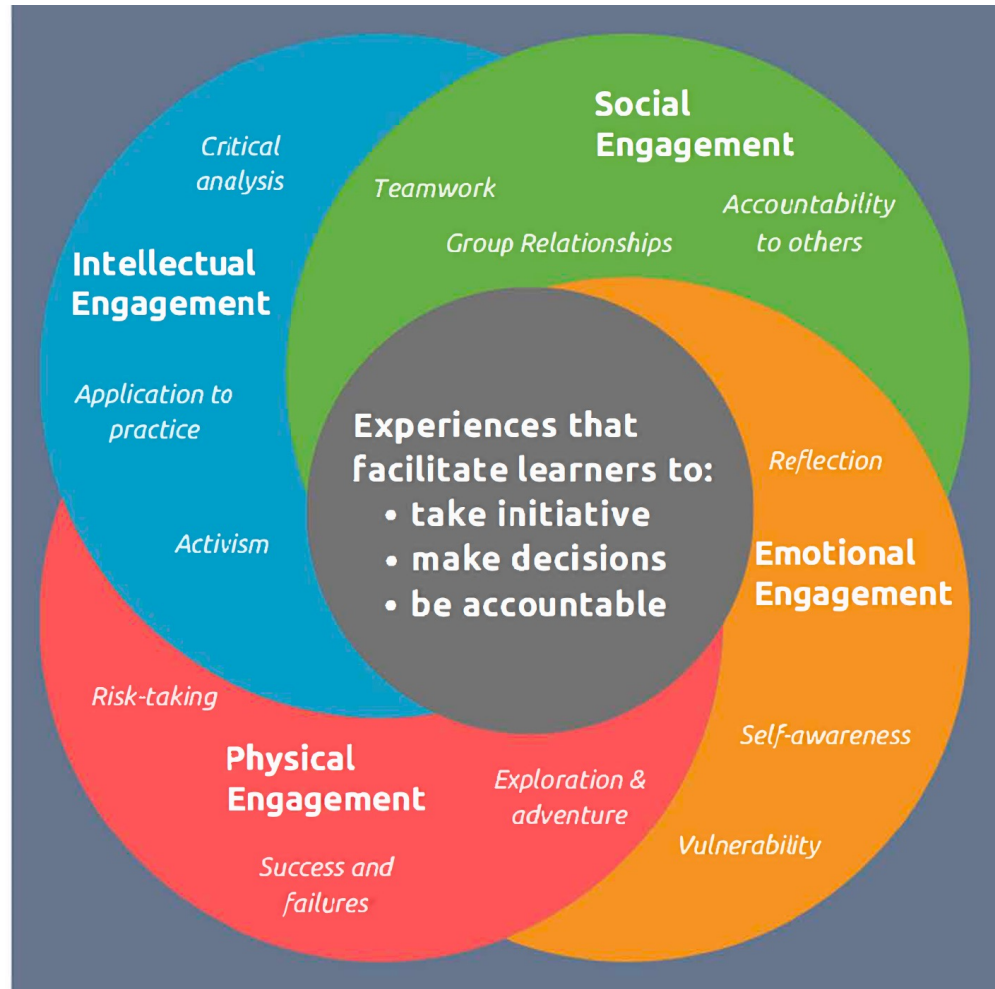 Social
Engagement
Critical
analysis
Teamwork
Accountability
to others
Group Relationships
Intellectual
Engagement
Application to
practice
Experiences that
facilitate learners to:
• take initiative
• make decisions
• be accountable
Reflection
Activism
Emotional
Engagement
Risk-taking
Self-awareness
Physical
Engagement
Exploration &
adventure
Vulnerability
Success and
failures